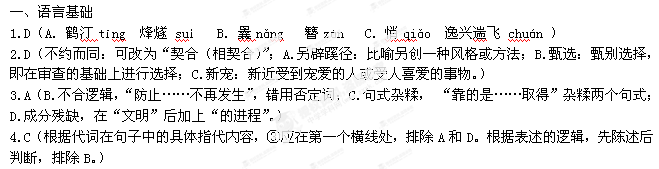 一、语言基础
1.D（A. 鹤汀 tīng 烽燧 suì B. 曩nǎng 簪 zān C. 悄 qiǎo 逸兴遄飞 chuán ）
2.D（不约而同：可改为“契合（相契合）”；A.另辟蹊径：比喻另创一种风格或方法；B.甄选：甄别选择，
即在审查的基础上进行选择；C.新宠：新近受到宠爱的人或受人喜爱的事物。）
3.A（B.不合逻辑，“防止……不再发生”，错用否定词；C.句式杂糅， “靠的是……取得”杂糅两个句式；
D.成分残缺，在“文明”后加上“的进程”。）
4.C（根据代词在句子中的具体指代内容，②应在第一个横线处，排除 A 和 D。根据表述的逻辑，先陈述后
判断，排除 B。）